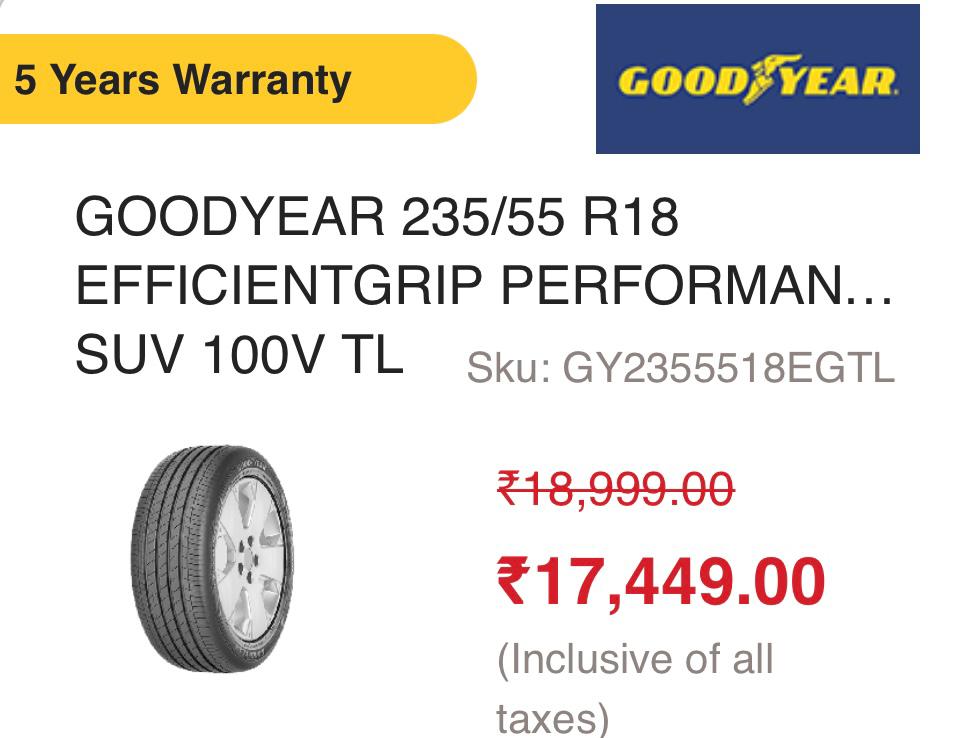 5 Years Warranty
GOODYEAR
GOODYEAR 235/55 R18
EFFICIENTGRIP PERFORMAN…
SUV 100V TL
Sku: GY2355518EGTL
₹18,999.00
₹17,449.00
(Inclusive of all
taxes)